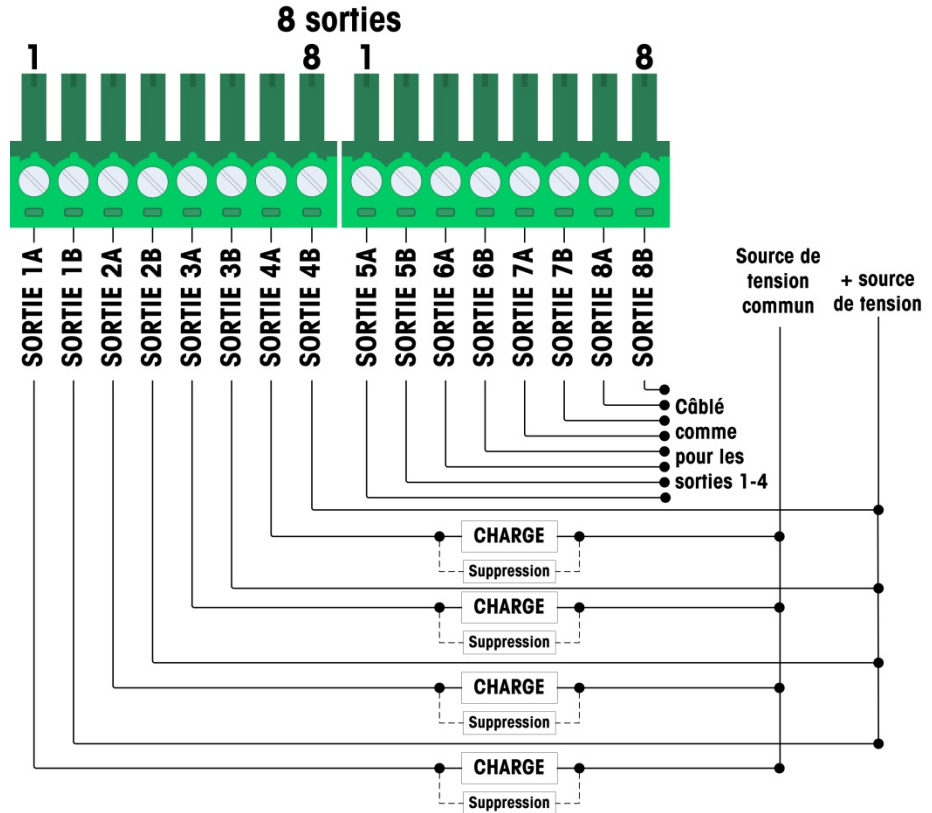 8 sorties
1
8
1
8
SORTIE 1A
SORTIE 1B
SORTIE 2A
SORTIE 2B
SORTIE 3A
SORTIE 3B
SORTIE 4A
SORTIE 4B
SORTIE 5A
SORTIE 5B
SORTIE 6A
SORTIE 6B
SORTIE 7A
SORTIE 7B
SORTIE 8A
SORTIE 8B
Source de
tension
commun
+ source
de tension
Câblé
comme
pour les
sorties 1-4
CHARGE
Suppression
CHARGE
Suppression
CHARGE
Suppression
CHARGE
Suppression